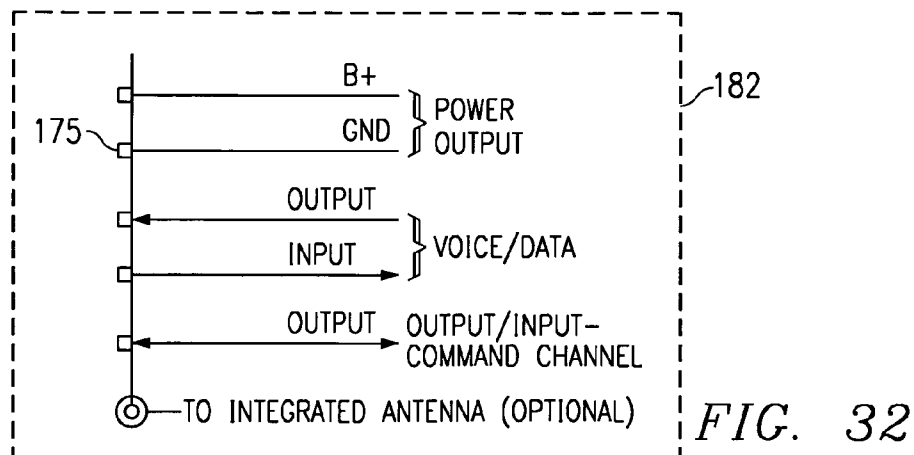 B+
182
POWER
OUTPUT
175
GND
OUTPUT
VOICE/DATA
INPUT
OUTPUT
OUTPUT/INPUT-
COMMAND CHANNEL
TO INTEGRATED ANTENNA (OPTIONAL)
FIG. 32